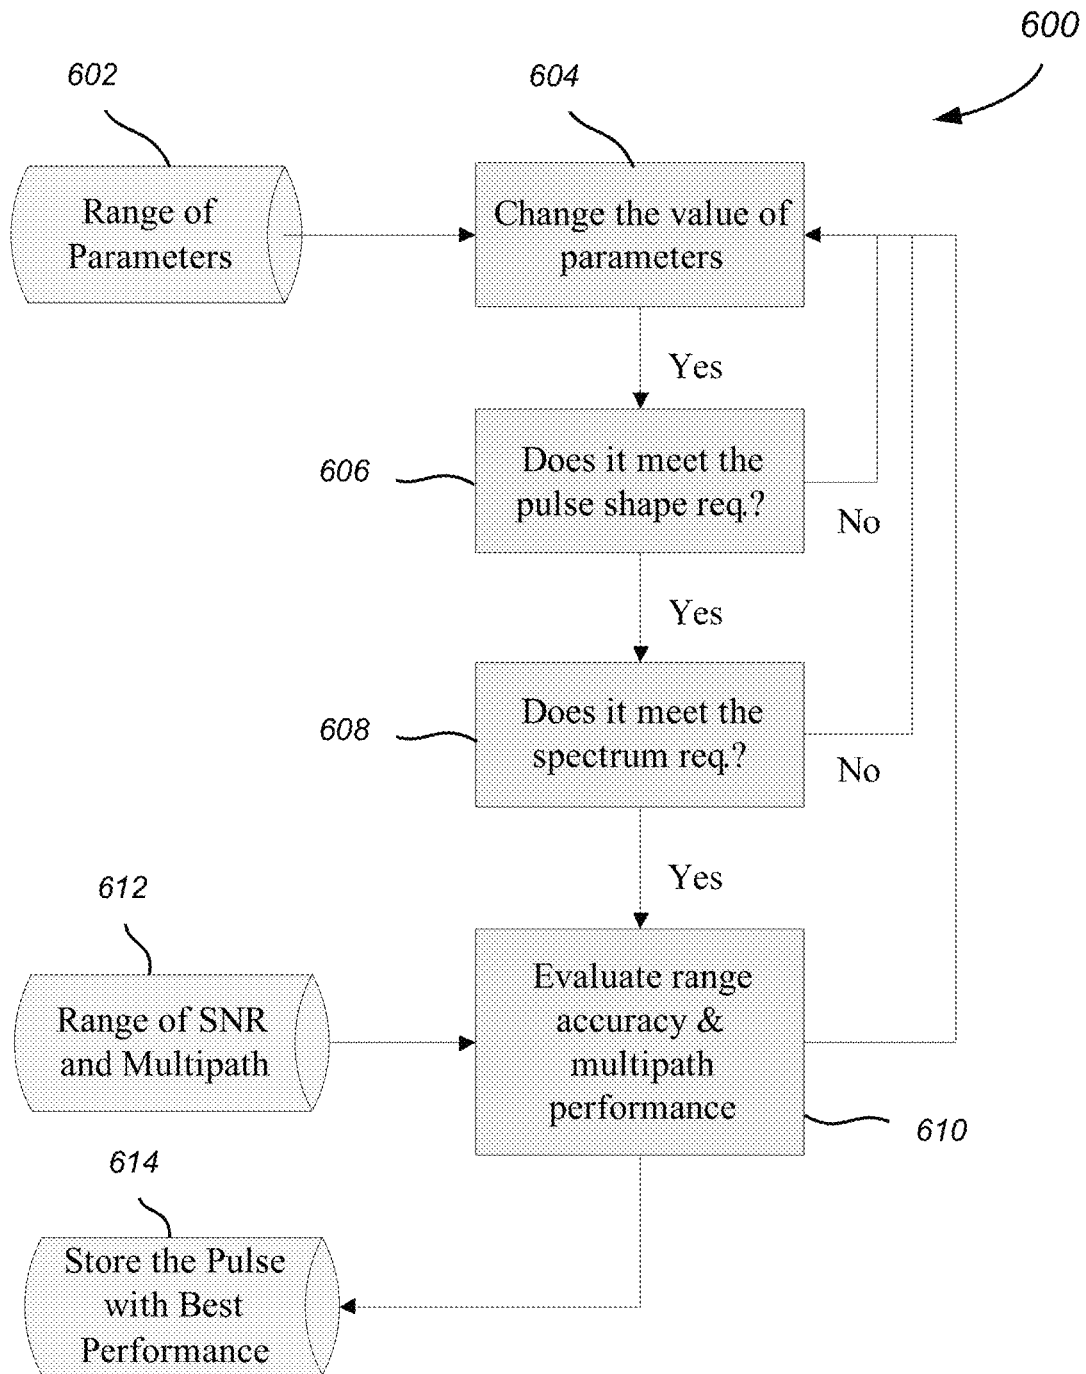 600
602
604
Range of
Parameters
Change the value of
parameters
Yes
606
Does it meet the
pulse shape req.?
No
Yes
608
Does it meet the
spectrum req.?
No
Yes
612
Range of SNR
and Multipath
Evaluate range
accuracy &
multipath
performance
610
614
Store the Pulse
with Best
Performance